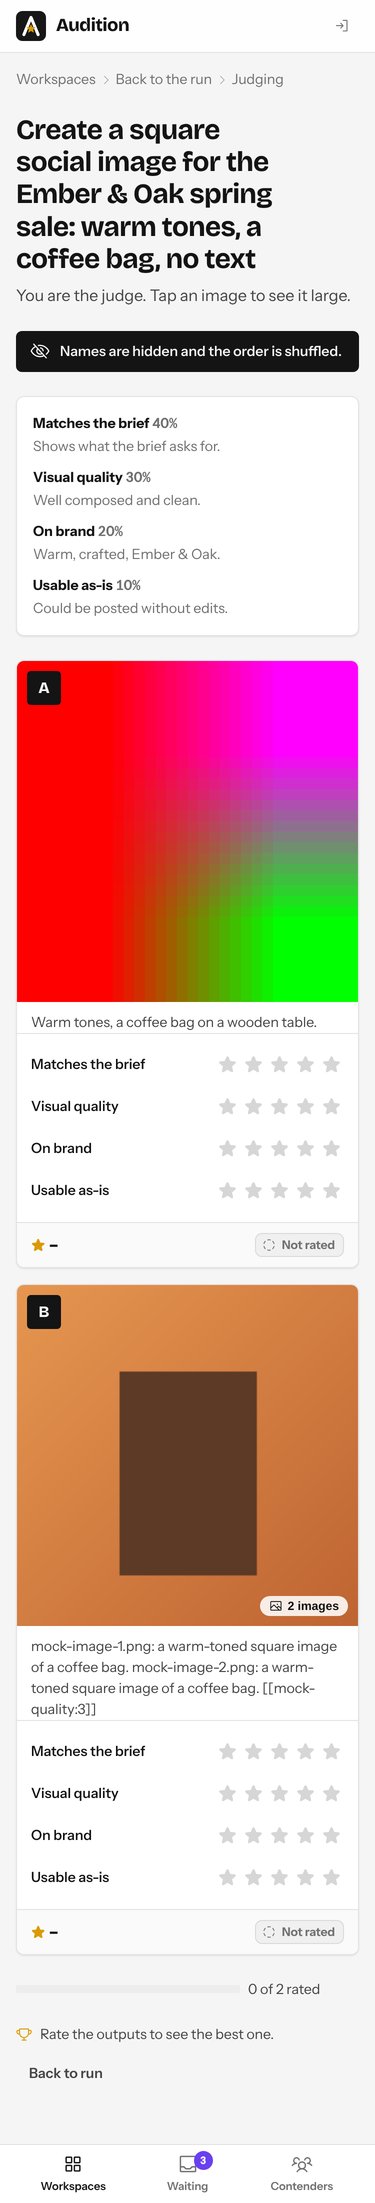 Audition
Workspaces > Back to the run > Judging
Create a square
social image for the
Ember & Oak spring
sale: warm tones, a
coffee bag, no text
You are the judge. Tap an image to see it large.
Names are hidden and the order is shuffled.
Matches the brief 40%
Shows what the brief asks for.
Visual quality 30%
Well composed and clean.
On brand 20%
Warm, crafted, Ember & Oak.
Usable as-is 10%
Could be posted without edits.
A
Warm tones, a coffee bag on a wooden table.
Matches the brief
Visual quality
On brand
Usable as-is
– Not rated
B
2 images
mock-image-1.png: a warm-toned square image
of a coffee bag. mock-image-2.png: a warm-
toned square image of a coffee bag. [[mock-
quality:3]]
Matches the brief
Visual quality
On brand
Usable as-is
– Not rated
0 of 2 rated
Rate the outputs to see the best one.
Back to run
3
Workspaces Waiting Contenders